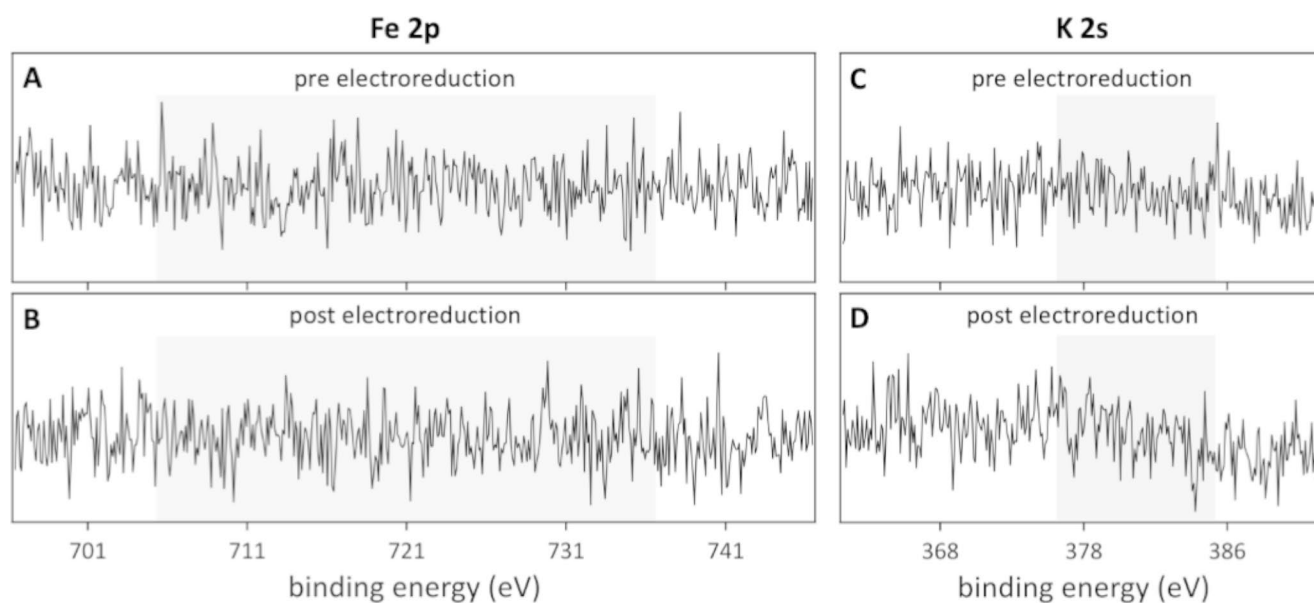 Fe 2p
K 2s
A
pre electroreduction
C
pre electroreduction
B
post electroreduction
D
post electroreduction
701 711 721 731 741
368 378 386
binding energy (eV)
binding energy (eV)